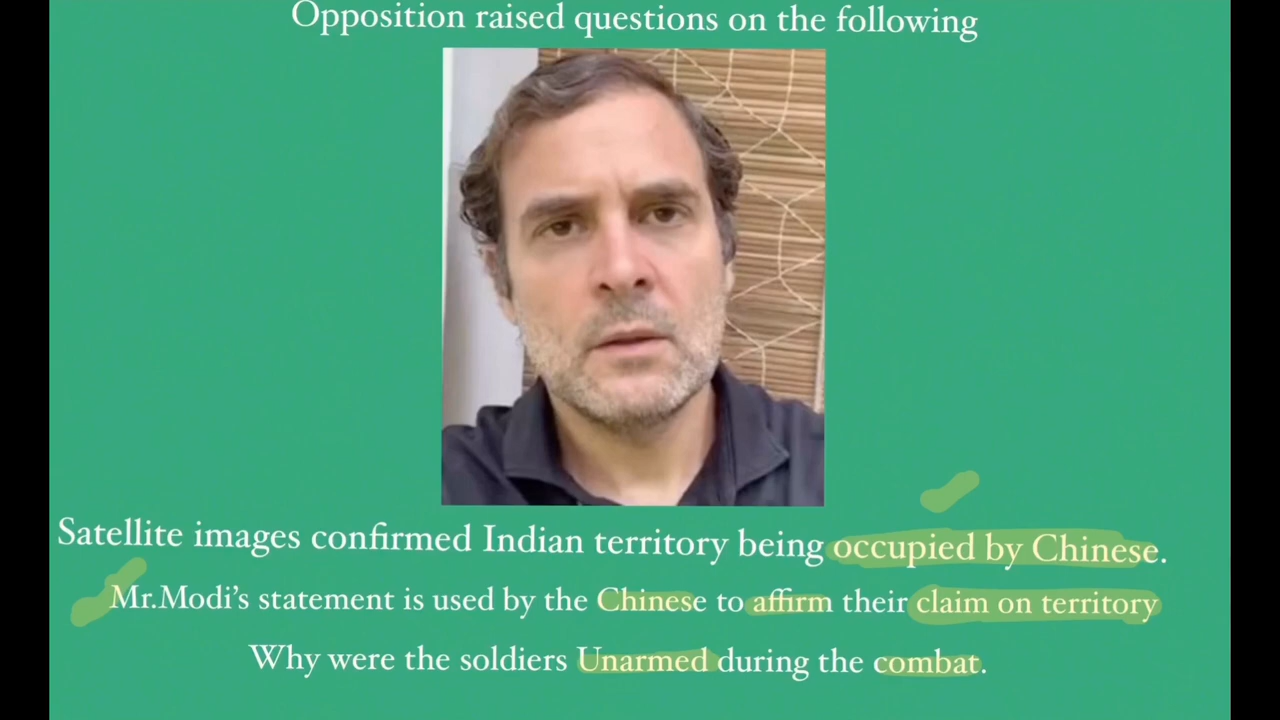 Opposition raised questions on the following
Satellite images confirmed Indian territory being occupied by Chinese.
Mr.Modi's statement is used by the Chinese to affirm their claim on territory
Why were the soldiers Unarmed during the combat.